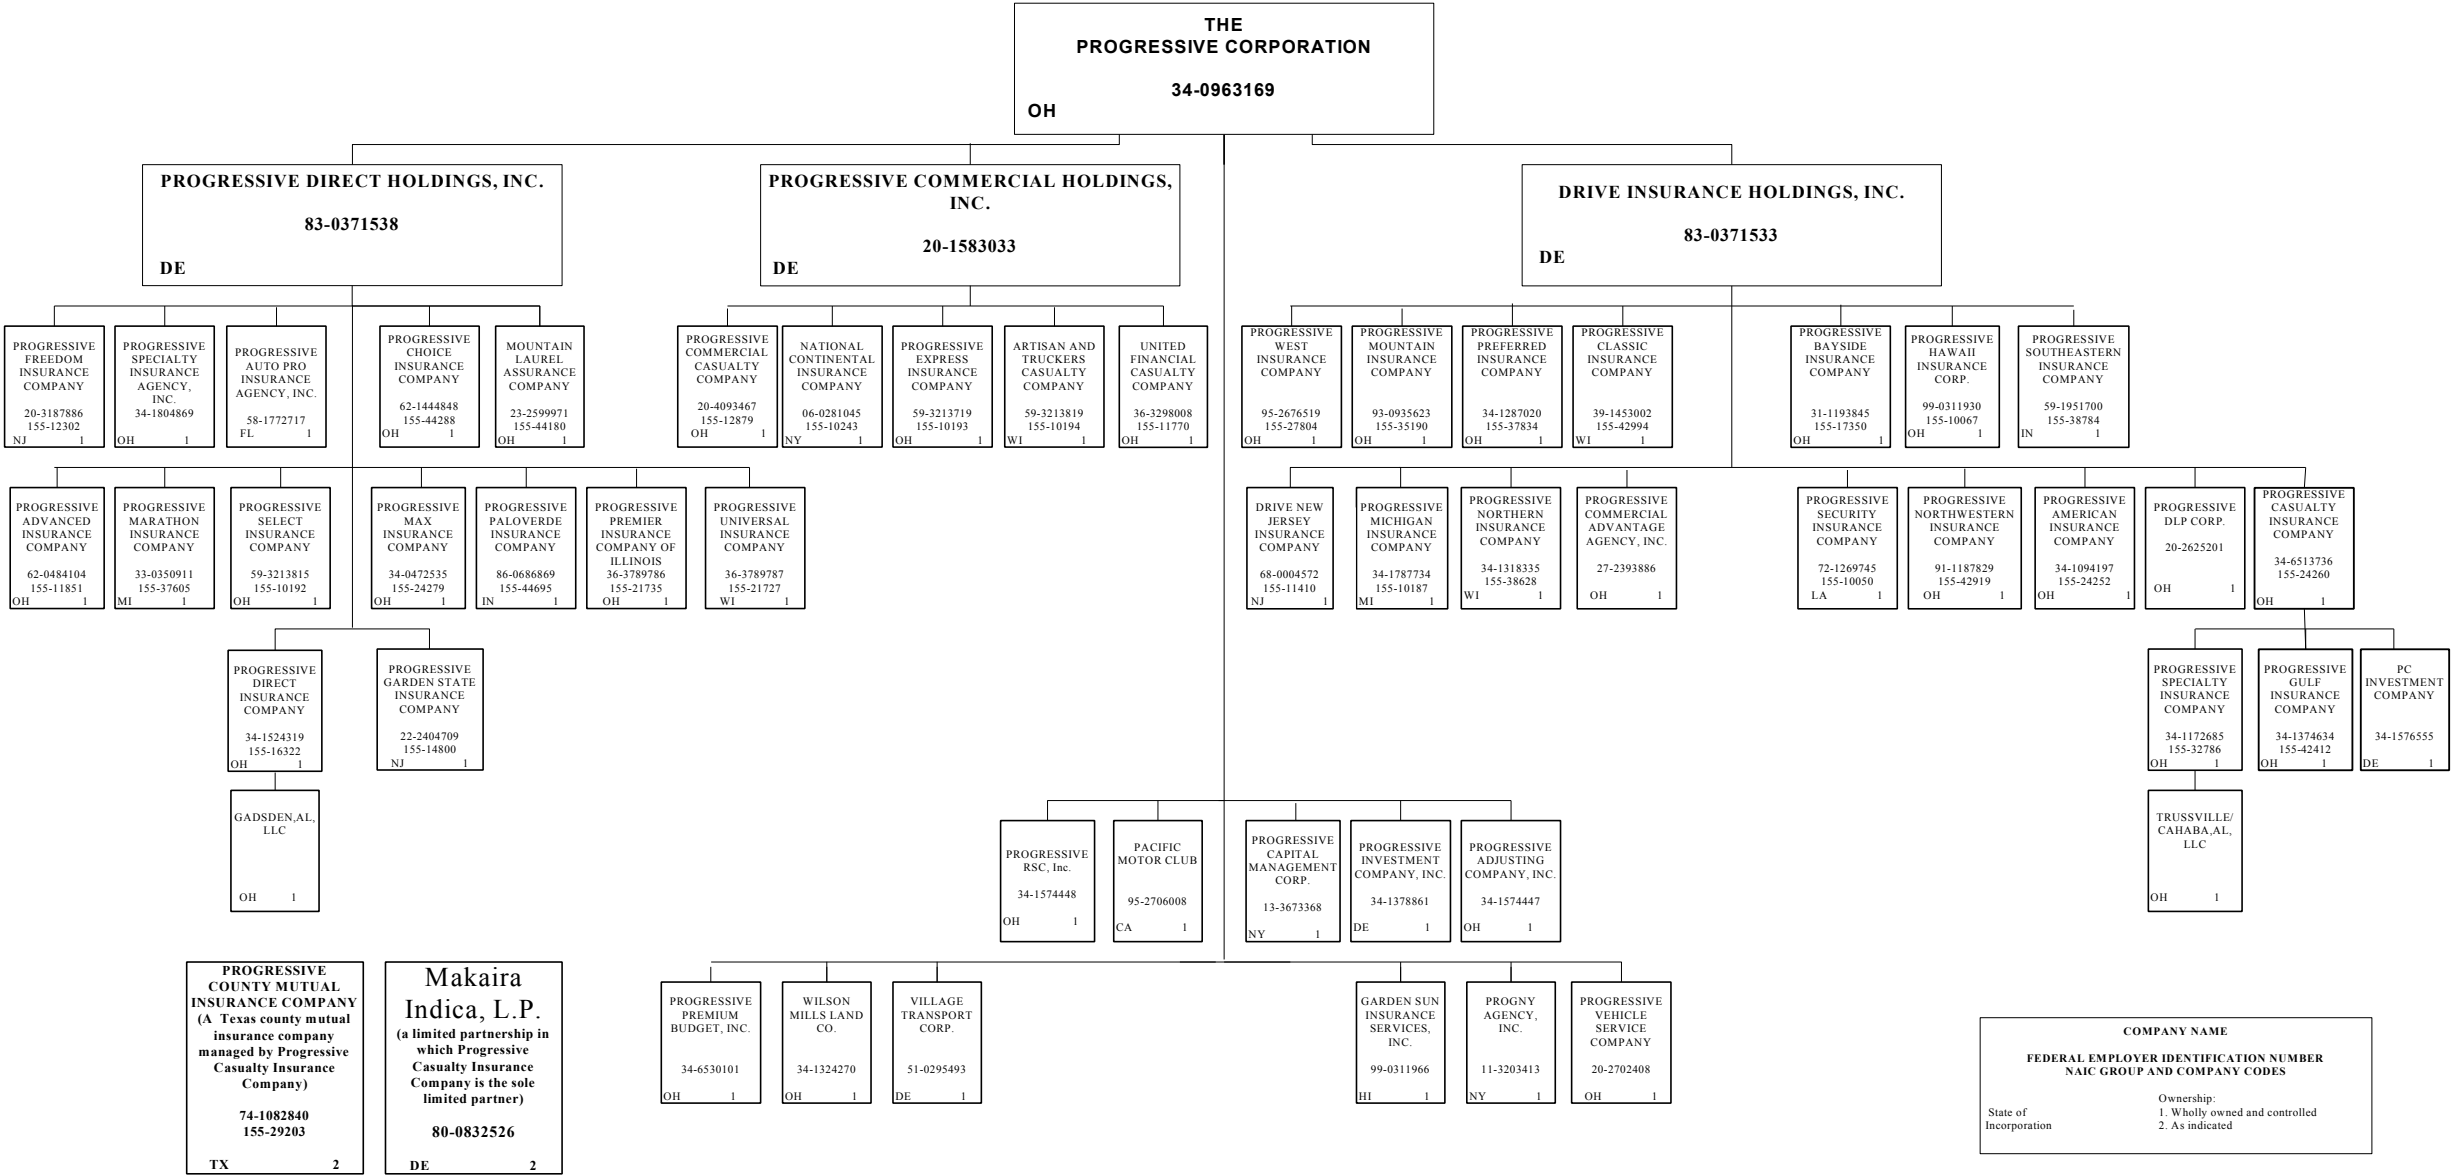 THE
PROGRESSIVE CORPORATION
34-0963169
OH
PROGRESSIVE DIRECT HOLDINGS, INC.
83-0371538
DE
PROGRESSIVE COMMERCIAL HOLDINGS,
INC.
20-1583033
DE
DRIVE INSURANCE HOLDINGS, INC.
83-0371533
DE
PROGRESSIVE
FREEDOM
INSURANCE
COMPANY
20-3187886
155-12302
NJ 1
PROGRESSIVE
SPECIALTY
INSURANCE
AGENCY,
INC.
34-1804869
OH 1
PROGRESSIVE
AUTO PRO
INSURANCE
AGENCY, INC.
58-1772717
FL 1
PROGRESSIVE
CHOICE
INSURANCE
COMPANY
62-1444848
155-44288
OH 1
MOUNTAIN
LAUREL
ASSURANCE
COMPANY
23-2599971
155-44180
OH 1
PROGRESSIVE
COMMERCIAL
CASUALTY
COMPANY
20-4093467
155-12879
OH 1
NATIONAL
CONTINENTAL
INSURANCE
COMPANY
06-0281045
155-10243
NY 1
PROGRESSIVE
EXPRESS
INSURANCE
COMPANY
59-3213719
155-10193
OH 1
ARTISAN AND
TRUCKERS
CASUALTY
COMPANY
59-3213819
155-10194
WI 1
UNITED
FINANCIAL
CASUALTY
COMPANY
36-3298008
155-11770
OH 1
PROGRESSIVE
WEST
INSURANCE
COMPANY
95-2676519
155-27804
OH 1
PROGRESSIVE
MOUNTAIN
INSURANCE
COMPANY
93-0935623
155-35190
OH 1
PROGRESSIVE
PREFERRED
INSURANCE
COMPANY
34-1287020
155-37834
OH 1
PROGRESSIVE
CLASSIC
INSURANCE
COMPANY
39-1453002
155-42994
WI 1
PROGRESSIVE
BAYSIDE
INSURANCE
COMPANY
31-1193845
155-17350
OH 1
PROGRESSIVE
HAWAII
INSURANCE
CORP.
99-0311930
155-10067
OH 1
PROGRESSIVE
SOUTHEASTERN
INSURANCE
COMPANY
59-1951700
155-38784
IN 1
PROGRESSIVE
ADVANCED
INSURANCE
COMPANY
62-0484104
155-11851
OH 1
PROGRESSIVE
MARATHON
INSURANCE
COMPANY
33-0350911
155-37605
MI 1
PROGRESSIVE
SELECT
INSURANCE
COMPANY
59-3213815
155-10192
OH 1
PROGRESSIVE
MAX
INSURANCE
COMPANY
34-0472535
155-24279
OH 1
PROGRESSIVE
PALOVERDE
INSURANCE
COMPANY
86-0686869
155-44695
IN 1
PROGRESSIVE
PREMIER
INSURANCE
COMPANY OF
ILLINOIS
36-3789786
155-21735
OH 1
PROGRESSIVE
UNIVERSAL
INSURANCE
COMPANY
36-3789787
155-21727
WI 1
DRIVE NEW
JERSEY
INSURANCE
COMPANY
68-0004572
155-11410
NJ 1
PROGRESSIVE
MICHIGAN
INSURANCE
COMPANY
34-1787734
155-10187
MI 1
PROGRESSIVE
NORTHERN
INSURANCE
COMPANY
34-1318335
155-38628
WI 1
PROGRESSIVE
COMMERCIAL
ADVANTAGE
AGENCY, INC.
27-2393886
OH 1
PROGRESSIVE
SECURITY
INSURANCE
COMPANY
72-1269745
155-10050
LA 1
PROGRESSIVE
NORTHWESTERN
INSURANCE
COMPANY
91-1187829
155-42919
OH 1
PROGRESSIVE
AMERICAN
INSURANCE
COMPANY
34-1094197
155-24252
OH 1
PROGRESSIVE
DLP CORP.
20-2625201
OH 1
PROGRESSIVE
CASUALTY
INSURANCE
COMPANY
34-6513736
155-24260
OH 1
PROGRESSIVE
DIRECT
INSURANCE
COMPANY
34-1524319
155-16322
OH 1
PROGRESSIVE
GARDEN STATE
INSURANCE
COMPANY
22-2404709
155-14800
NJ 1
PROGRESSIVE
SPECIALTY
INSURANCE
COMPANY
34-1172685
155-32786
OH 1
PROGRESSIVE
GULF
INSURANCE
COMPANY
34-1374634
155-42412
OH 1
PC
INVESTMENT
COMPANY
34-1576555
DE 1
GADSDEN,AL,
LLC
OH 1
TRUSSVILLE/
CAHABA,AL,
LLC
OH 1
PROGRESSIVE
RSC, Inc.
34-1574448
OH 1
PACIFIC
MOTOR CLUB
95-2706008
CA 1
PROGRESSIVE
CAPITAL
MANAGEMENT
CORP.
13-3673368
NY 1
PROGRESSIVE
INVESTMENT
COMPANY, INC.
34-1378861
DE 1
PROGRESSIVE
ADJUSTING
COMPANY, INC.
34-1574447
OH 1
PROGRESSIVE
COUNTY MUTUAL
INSURANCE COMPANY
(A Texas county mutual
insurance company
managed by Progressive
Casualty Insurance
Company)
74-1082840
155-29203
TX 2
Makaira
Indica, L.P.
(a limited partnership in
which Progressive
Casualty Insurance
Company is the sole
limited partner)
80-0832526
DE 2
PROGRESSIVE
PREMIUM
BUDGET, INC.
34-6530101
OH 1
WILSON
MILLS LAND
CO.
34-1324270
OH 1
VILLAGE
TRANSPORT
CORP.
51-0295493
DE 1
GARDEN SUN
INSURANCE
SERVICES,
INC.
99-0311966
HI 1
PROGNY
AGENCY,
INC.
11-3203413
NY 1
PROGRESSIVE
VEHICLE
SERVICE
COMPANY
20-2702408
OH 1
COMPANY NAME
FEDERAL EMPLOYER IDENTIFICATION NUMBER
NAIC GROUP AND COMPANY CODES
Ownership:
State of 1. Wholly owned and controlled
Incorporation 2. As indicated